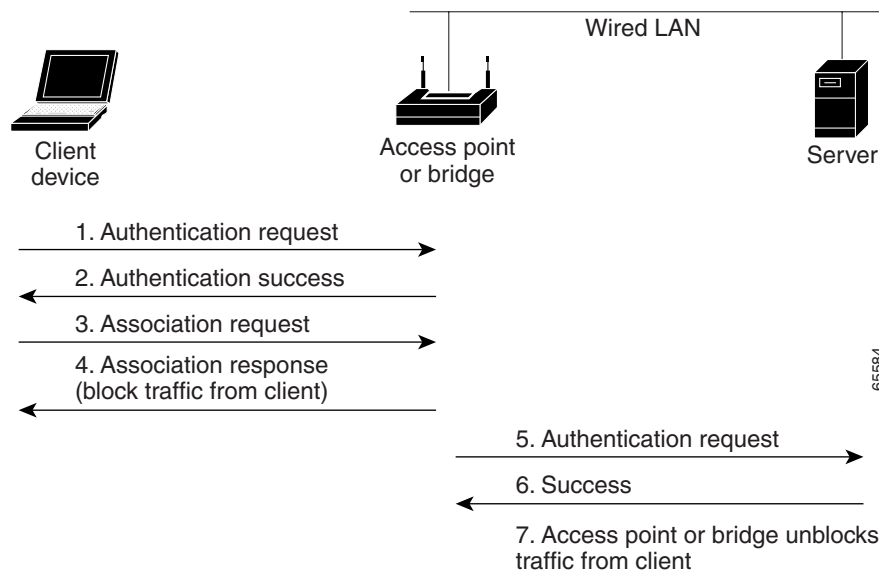 Wired LAN
Client
device
Access point
or bridge
Server
1. Authentication request
2. Authentication success
3. Association request
4. Association response
(block traffic from client)
65584
5. Authentication request
6. Success
7. Access point or bridge unblocks
traffic from client